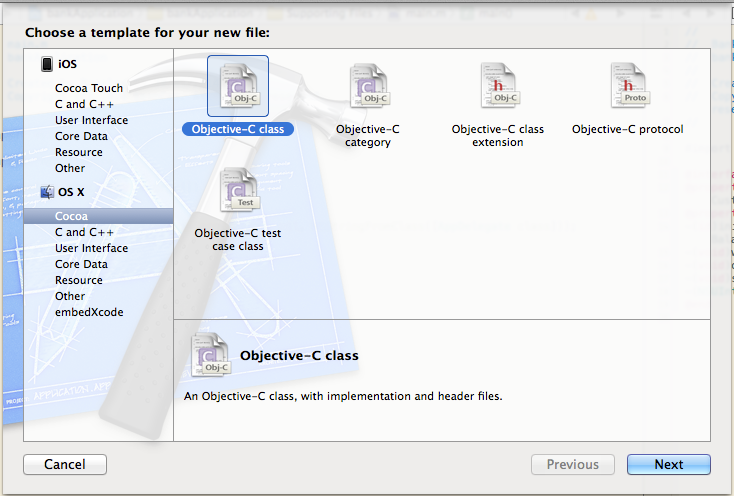 Choose a template for your new file:
iOS
Cocoa Touch
C and C++
User Interface
Core Data
Resource
Other
OS X
Cocoa
C and C++
User Interface
Core Data
Resource
Other
embedXcode
Obj-C
Objective-C class
Obj-C
Objective-C
category
Obj-C
Objective-C class
extension
Proto
Objective-C protocol
Test
Objective-C test
case class
Obj-C
Objective-C class
An Objective-C class, with implementation and header files.
Cancel
Previous
Next